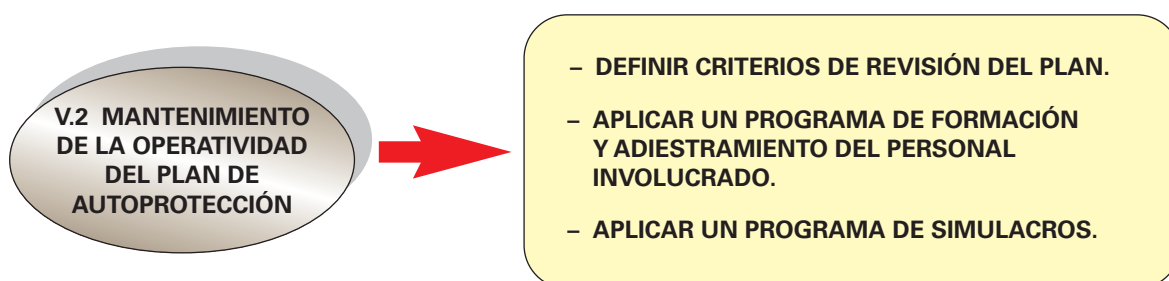 V.2 MANTENIMIENTO
DE LA OPERATIVIDAD
DEL PLAN DE
AUTOPROTECCIÓN
– DEFINIR CRITERIOS DE REVISIÓN DEL PLAN.
– APLICAR UN PROGRAMA DE FORMACIÓN
Y ADIESTRAMIENTO DEL PERSONAL
INVOLUCRADO.
– APLICAR UN PROGRAMA DE SIMULACROS.